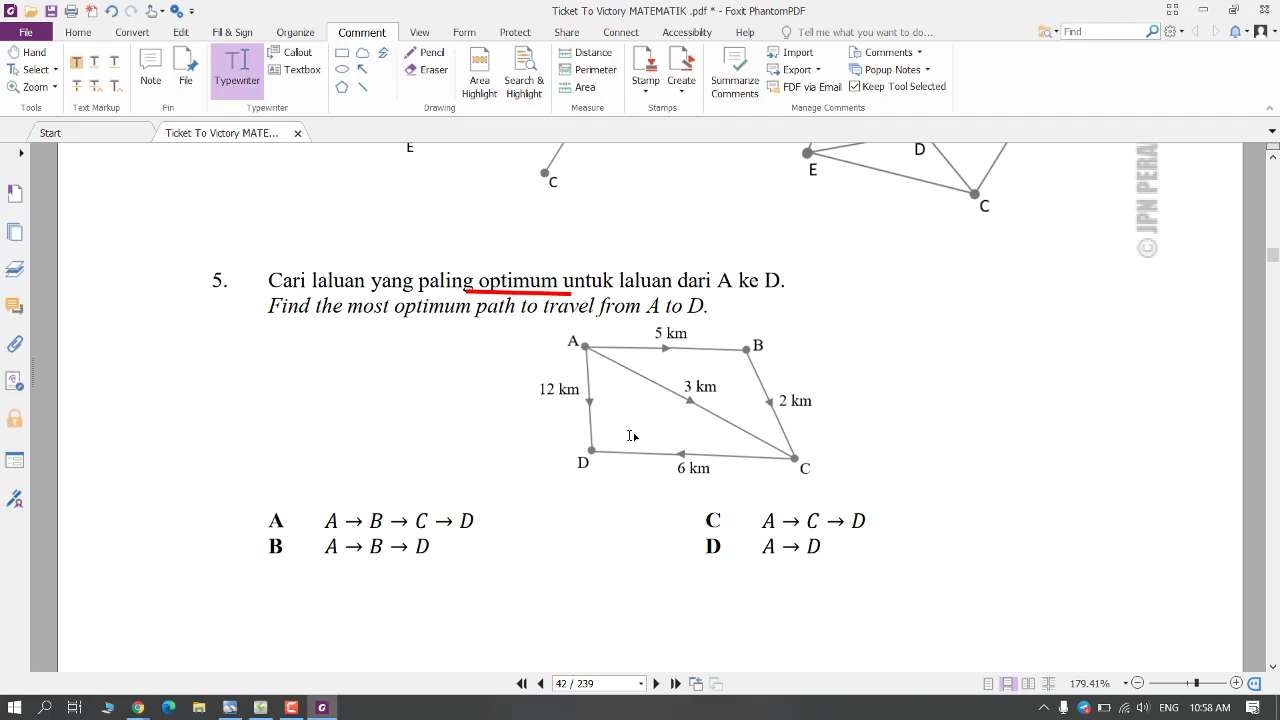 Ticket To Victory MATEMATIK .pdf * - Foxit PhantomPDF
File Home Convert Edit Fill & Sign Organize Comment View Form Protect Share Connect Accessibility Help Tell me what you want to do... Find
Hand
Select
Zoom
Tools
T T T
T T T
Text Markup
Note
File
Pin
Typewriter
Callout
Textbox
Typewriter
Pencil
Eraser
Drawing
Area Highlight
Search & Highlight
Distance
Perimeter
Area
Measure
Stamp
Create
Stamps
Summarize Comments
Import
Export
FDF via Email
Comments
Popup Notes
Keep Tool Selected
Manage Comments
Start
Ticket To Victory MATE...
E
C
D
E
C
© JPN PERA
5. Cari laluan yang paling optimum untuk laluan dari A ke D.
Find the most optimum path to travel from A to D.
A 5 km B
12 km 3 km 2 km
D 6 km C
A A → B → C → D
B A → B → D
C A → C → D
D A → D
42 / 239
179.41%
ENG 10:58 AM